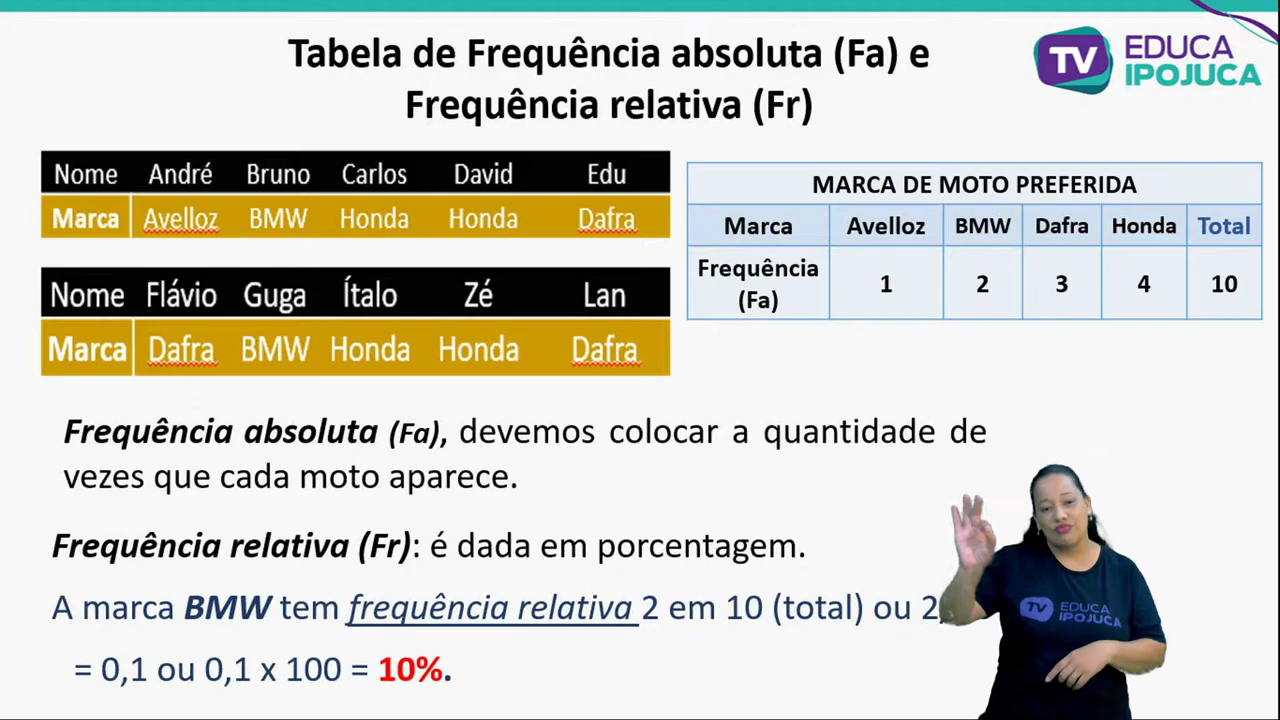 Tabela de Frequência absoluta (Fa) e
Frequência relativa (Fr)
TV EDUCA
IPOJUCA
Nome André Bruno Carlos David Edu
Marca Avelloz BMW Honda Honda Dafra
Nome Flávio Guga Ítalo Zé Lan
Marca Dafra BMW Honda Honda Dafra
MARCA DE MOTO PREFERIDA
Marca Avelloz BMW Dafra Honda Total
Frequência
(Fa) 1 2 3 4 10
Frequência absoluta (Fa), devemos colocar a quantidade de
vezes que cada moto aparece.
Frequência relativa (Fr): é dada em porcentagem.
A marca BMW tem frequência relativa 2 em 10 (total) ou 2
= 0,1 ou 0,1 x 100 = 10%.
TV EDUCA
IPOJUCA